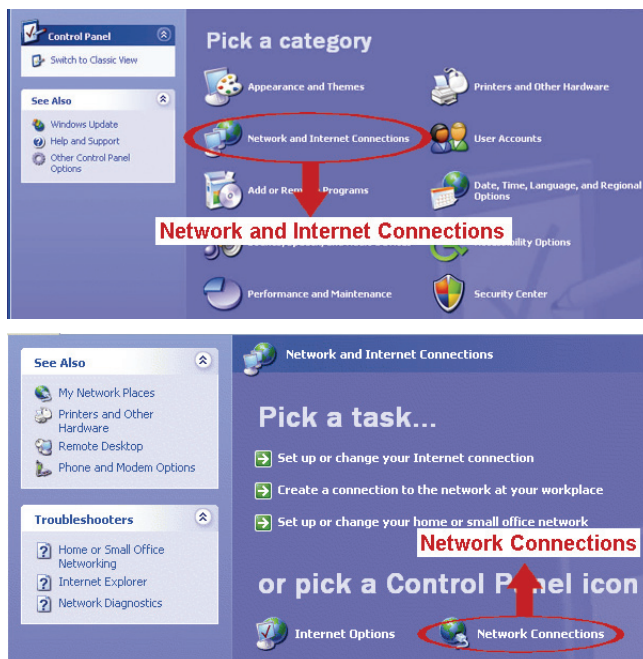 Control Panel
Switch to Classic View
See Also
Windows Update
Help and Support
Other Control Panel
Options
Pick a category
Appearance and Themes
Printers and Other Hardware
Network and Internet Connections
User Accounts
Add or Remove Programs
Date, Time, Language, and Regional
Options
Network and Internet Connections
Options
Performance and Maintenance
Security Center
See Also
My Network Places
Printers and Other
Hardware
Remote Desktop
Phone and Modem Options
Troubleshooters
Home or Small Office
Networking
Internet Explorer
Network Diagnostics
Network and Internet Connections
Pick a task...
Set up or change your Internet connection
Create a connection to the network at your workplace
Set up or change your home or small office network
Network Connections
or pick a Control Panel icon
Internet Options
Network Connections